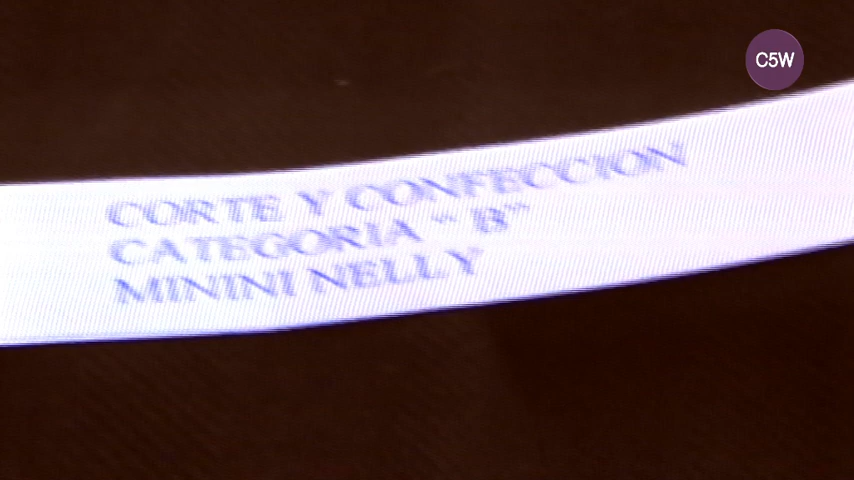 C5W
CORTE Y CONFECCION
CATEGORIA “ B”
MININI NELLY